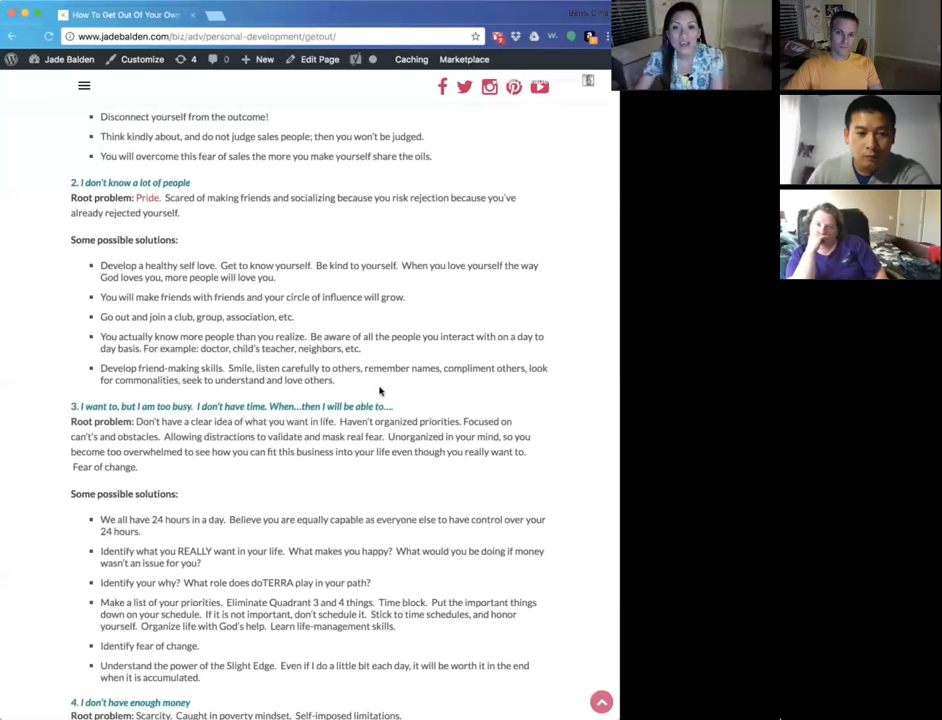 How To Get Out Of Your Own
www.jadebalden.com/biz/adv/personal-development/getout/
Jade Balden Customize 4 0 New Edit Page Caching Marketplace
Disconnect yourself from the outcome!
Think kindly about, and do not judge sales people; then you won't be judged.
You will overcome this fear of sales the more you make yourself share the oils.
2. I don't know a lot of people
Root problem: Pride. Scared of making friends and socializing because you risk rejection because you've
already rejected yourself.
Some possible solutions:
Develop a healthy self love. Get to know yourself. Be kind to yourself. When you love yourself the way
God loves you, more people will love you.
You will make friends with friends and your circle of influence will grow.
Go out and join a club, group, association, etc.
You actually know more people than you realize. Be aware of all the people you interact with on a day to
day basis. For example: doctor, child's teacher, neighbors, etc.
Develop friend-making skills. Smile, listen carefully to others, remember names, compliment others, look
for commonalities, seek to understand and love others.
3. I want to, but I am too busy. I don't have time. When...then I will be able to....
Root problem: Don't have a clear idea of what you want in life. Haven't organized priorities. Focused on
can't's and obstacles. Allowing distractions to validate and mask real fear. Unorganized in your mind, so you
become too overwhelmed to see how you can fit this business into your life even though you really want to.
Fear of change.
Some possible solutions:
We all have 24 hours in a day. Believe you are equally capable as everyone else to have control over your
24 hours.
Identify what you REALLY want in your life. What makes you happy? What would you be doing if money
wasn't an issue for you?
Identify your why? What role does doTERRA play in your path?
Make a list of your priorities. Eliminate Quadrant 3 and 4 things. Time block. Put the important things
down on your schedule. If it is not important, don't schedule it. Stick to time schedules, and honor
yourself. Organize life with God's help. Learn life-management skills.
Identify fear of change.
Understand the power of the Slight Edge. Even if I do a little bit each day, it will be worth it in the end
when it is accumulated.
4. I don't have enough money
Root problem: Scarcity. Caught in poverty mindset. Self-imposed limitations.